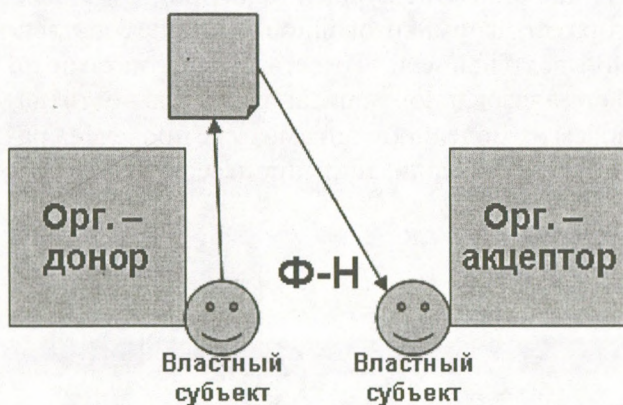 Орг. –
донор
Орг. –
акцептор
Ф-Н
Властный
субъект
Властный
субъект